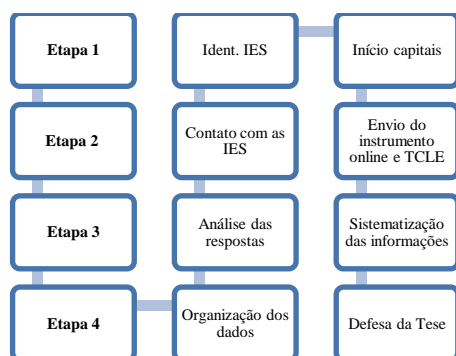 Etapa 1
Ident. IES
Início capitais
Etapa 2
Contato com as
IES
Envio do
instrumento
online e TCLE
Etapa 3
Análise das
respostas
Sistematização
das informações
Etapa 4
Organização dos
dados
Defesa da Tese